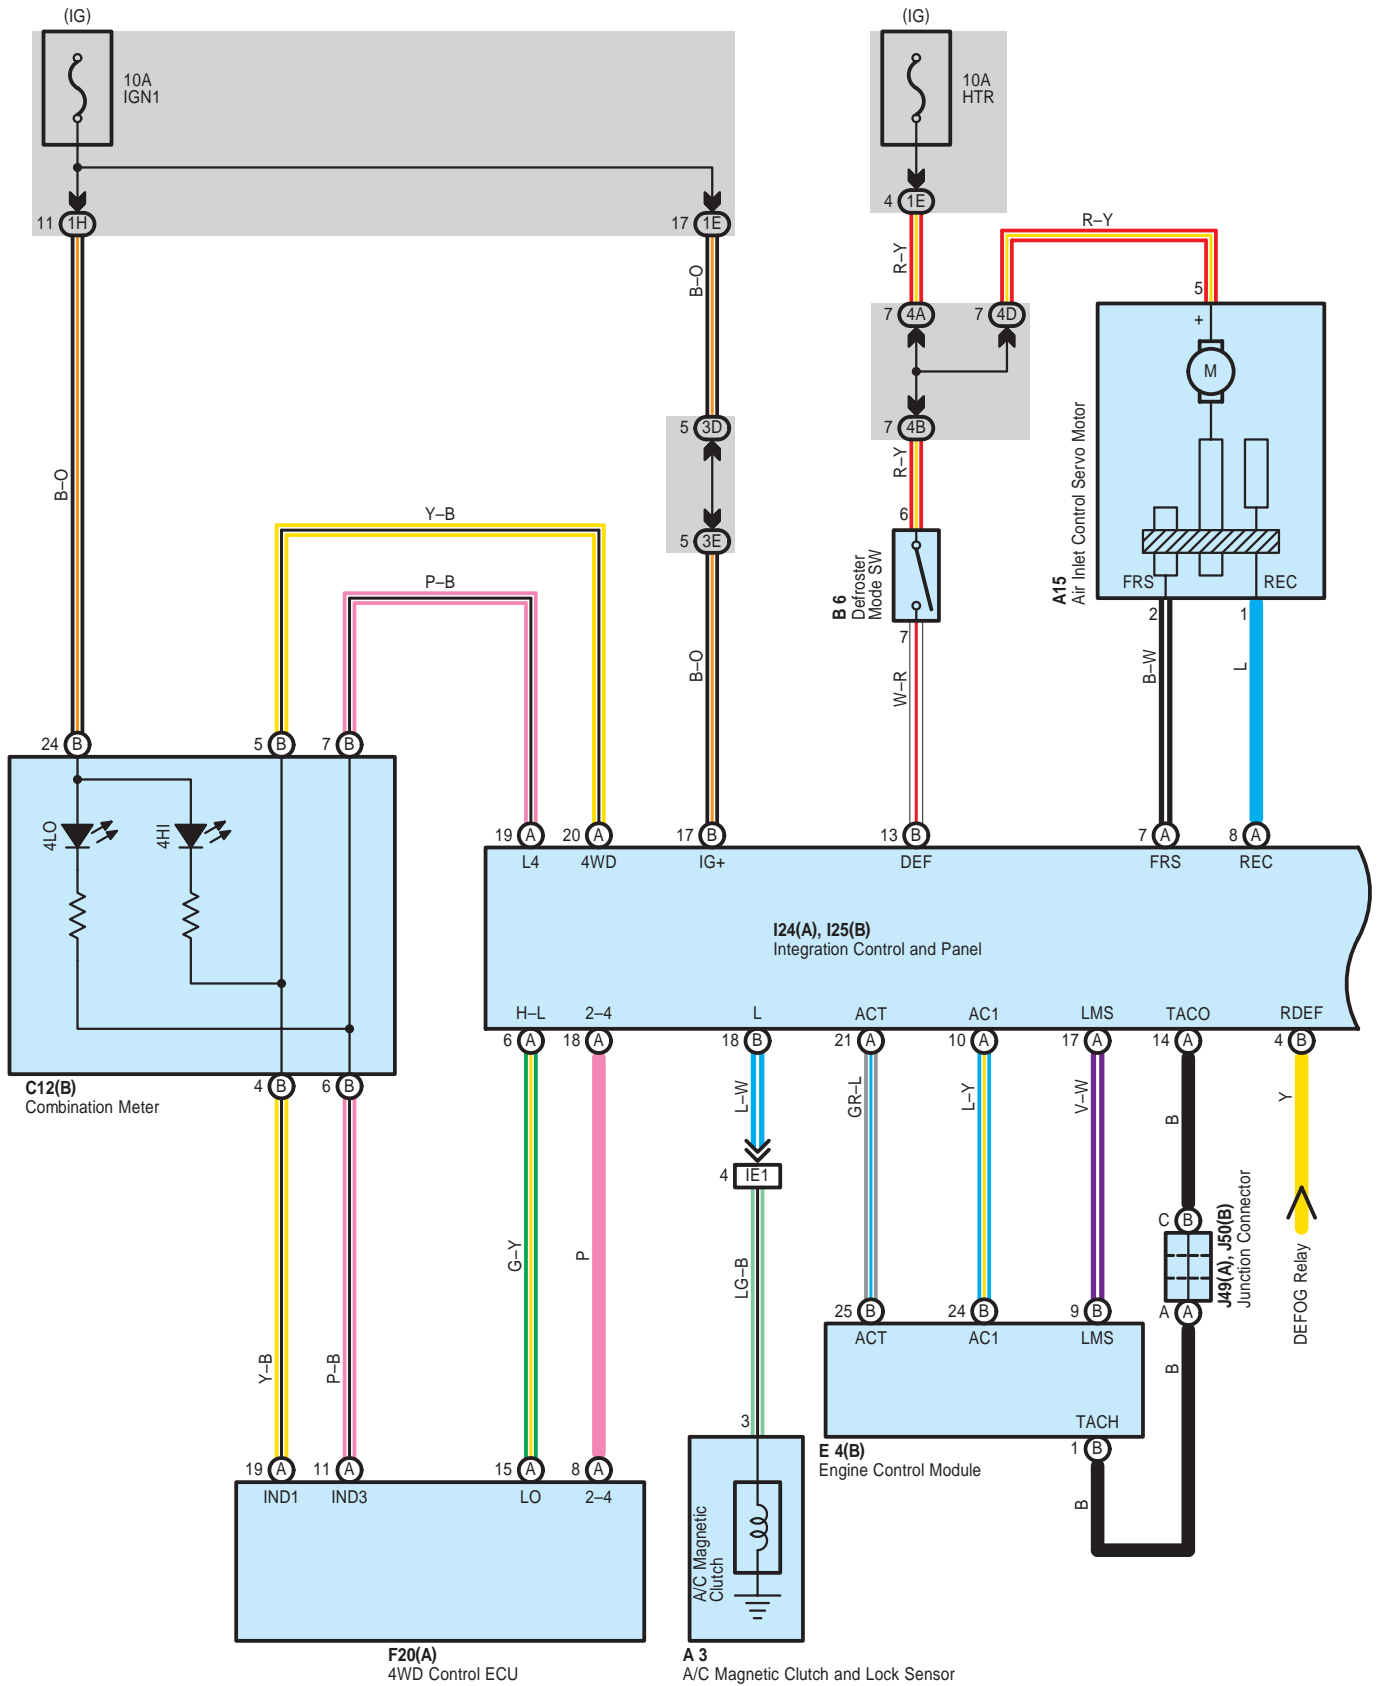 (IG)
(IG)
10A
IGN1
10A
HTR
11 1H
17 1E
4 1E
R–Y
R–Y
B–O
7 4A
7 4D
5
+
M
5 3D
7 4B
R–Y
B–O
Y–B
6
5 3E
P–B
B 6
Defroster
Mode SW
A15
Air Inlet Control Servo Motor
FRS
REC
7
2
1
B–O
W–R
B–W
L
24 B
5 B
7 B
4LO
4HI
19 A
20 A
17 B
13 B
7 A
8 A
L4
4WD
IG+
DEF
FRS
REC
I24(A), I25(B)
Integration Control and Panel
H–L
2–4
L
ACT
AC1
LMS
TACO
RDEF
6 A
18 A
18 B
21 A
10 A
17 A
14 A
4 B
C12(B)
Combination Meter
4 B
6 B
L–W
GR–L
L–Y
V–W
B
Y
4 IE1
C B
J49(A), J50(B)
Junction Connector
G–Y
P
LG–B
DEFOG Relay
25 B
24 B
9 B
A A
ACT
AC1
LMS
Y–B
P–B
B
3
TACH
E 4(B)
Engine Control Module
1 B
19 A
11 A
15 A
8 A
IND1
IND3
LO
2–4
B
A/C Magnetic
Clutch
F20(A)
4WD Control ECU
A 3
A/C Magnetic Clutch and Lock Sensor